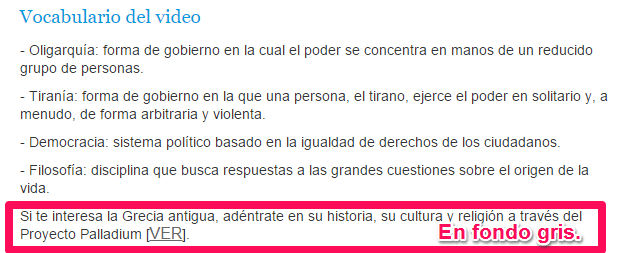 Vocabulario del video
- Oligarquía: forma de gobierno en la cual el poder se concentra en manos de un reducido
grupo de personas.
- Tiranía: forma de gobierno en la que una persona, el tirano, ejerce el poder en solitario y, a
menudo, de forma arbitraria y violenta.
- Democracia: sistema político basado en la igualdad de derechos de los ciudadanos.
- Filosofía: disciplina que busca respuestas a las grandes cuestiones sobre el origen de la
vida.
Si te interesa la Grecia antigua, adéntrate en su historia, su cultura y religión a través del
Proyecto Palladium [VER].
En fondo gris.